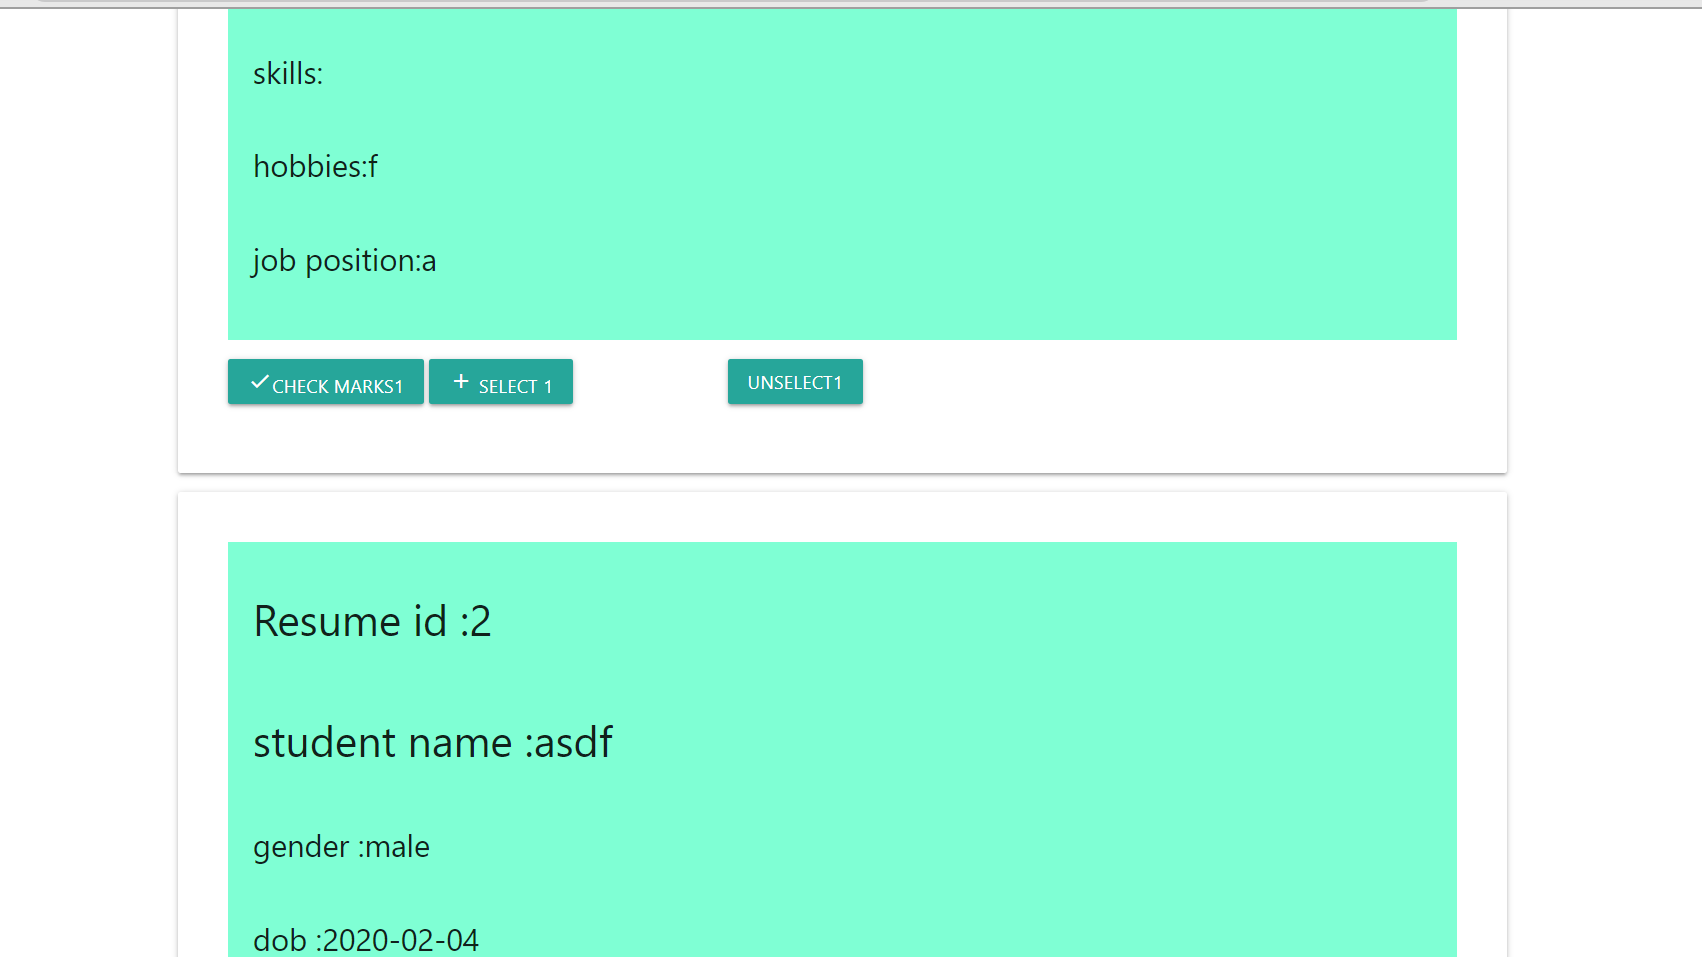 skills:
hobbies:f
job position:a
CHECK MARKS1 SELECT 1 UNSELECT1
Resume id :2
student name :asdf
gender :male
dob :2020-02-04